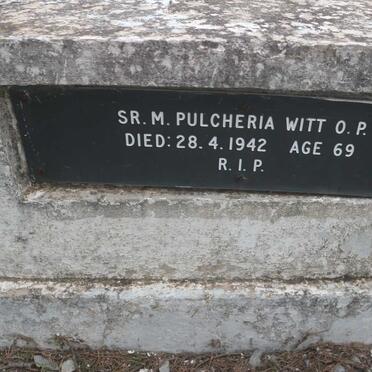 SR. M. PULCHERIA WITT O. P.
DIED: 28. 4. 1942 AGE 69
R. I. P.